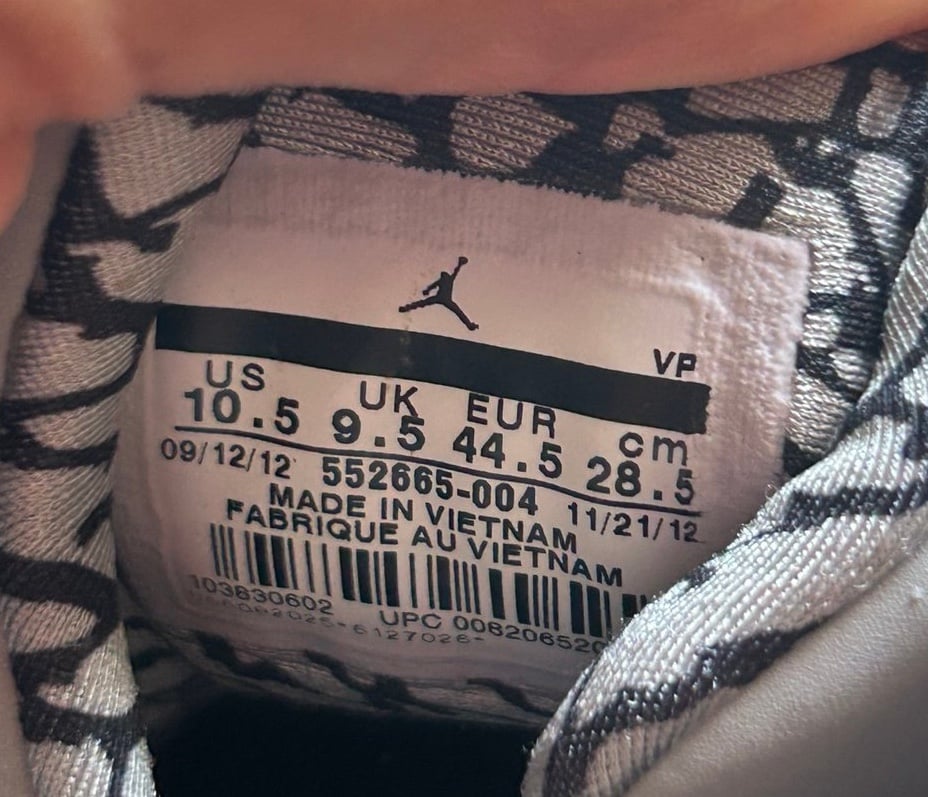 VP
US UK EUR cm
10.5 9.5 44.5 28.5
09/12/12 552665-004 11/21/12
MADE IN VIETNAM
FABRIQUE AU VIETNAM
103830602 UPC 008206520